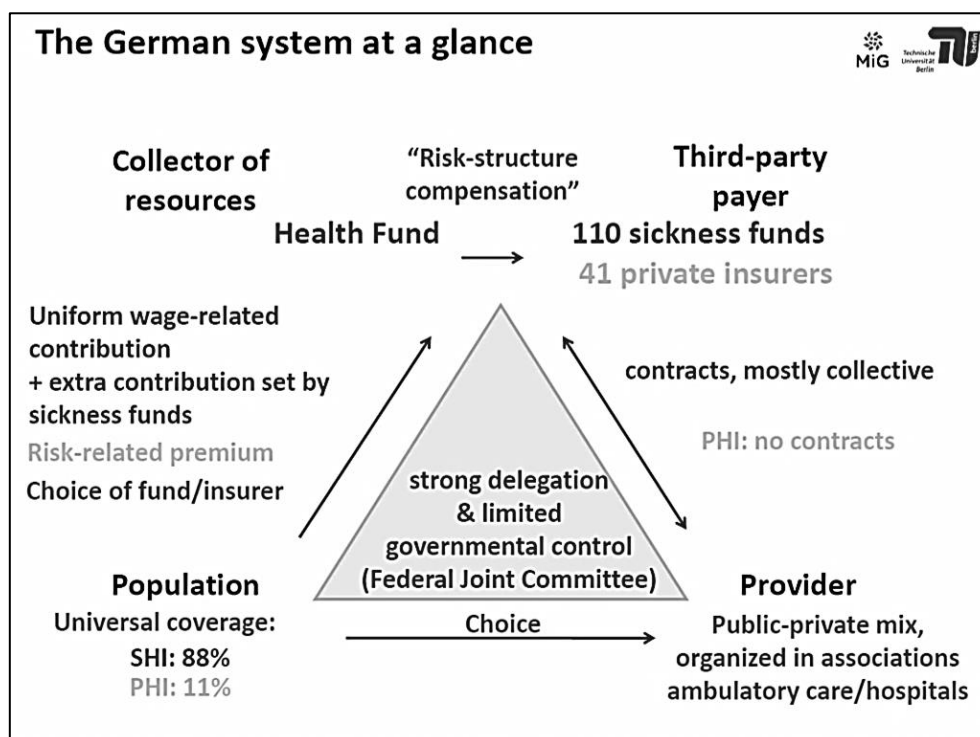 The German system at a glance
MiG
Technische
Universität
Berlin
berlin
Collector of
resources
"Risk-structure
compensation"
Third-party
payer
Health Fund
110 sickness funds
41 private insurers
Uniform wage-related
contribution
+ extra contribution set by
sickness funds
Risk-related premium
Choice of fund/insurer
contracts, mostly collective
PHI: no contracts
strong delegation
& limited
governmental control
(Federal Joint Committee)
Population
Universal coverage:
SHI: 88%
PHI: 11%
Choice
Provider
Public-private mix,
organized in associations
ambulatory care/hospitals